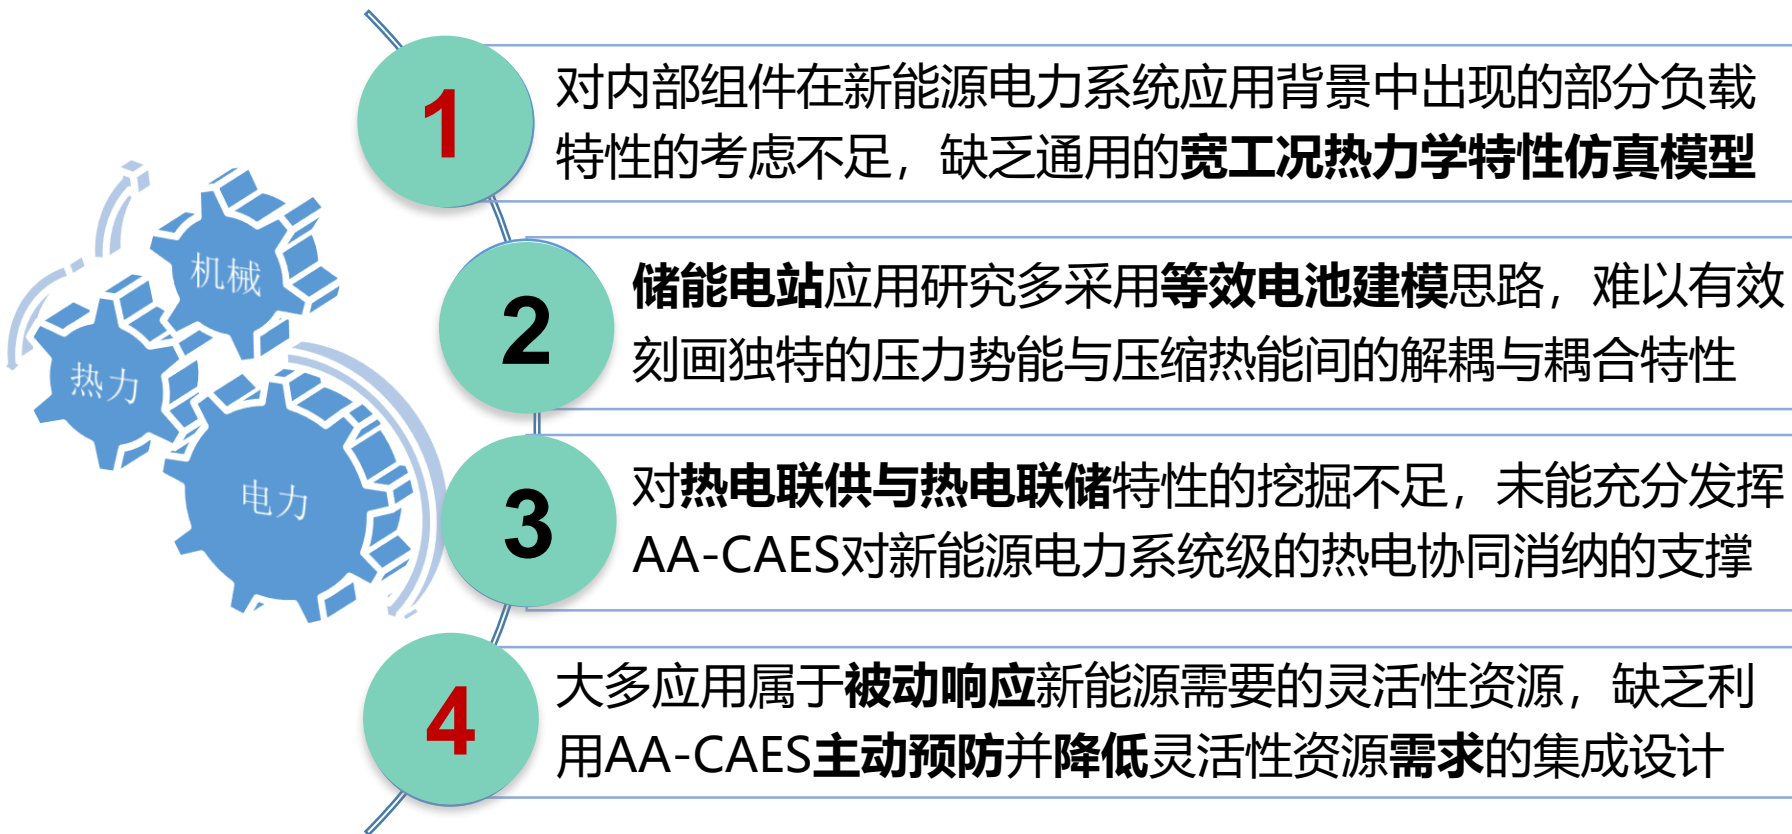 机械
热力
电力
1
对内部组件在新能源电力系统应用背景中出现的部分负载
特性的考虑不足，缺乏通用的宽工况热力学特性仿真模型
2
储能电站应用研究多采用等效电池建模思路，难以有效
刻画独特的压力势能与压缩热能间的解耦与耦合特性
3
对热电联供与热电联储特性的挖掘不足，未能充分发挥
AA-CAES对新能源电力系统级的热电协同消纳的支撑
4
大多应用属于被动响应新能源需要的灵活性资源，缺乏利
用AA-CAES主动预防并降低灵活性资源需求的集成设计